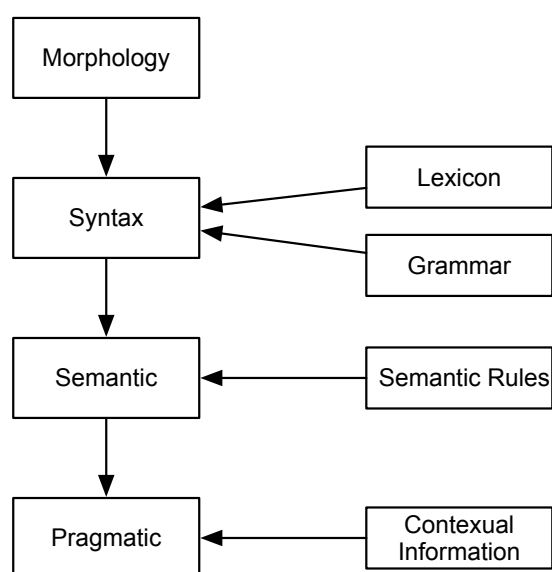 Morphology
Lexicon
Syntax
Grammar
Semantic
Semantic Rules
Pragmatic
Contexual
Information